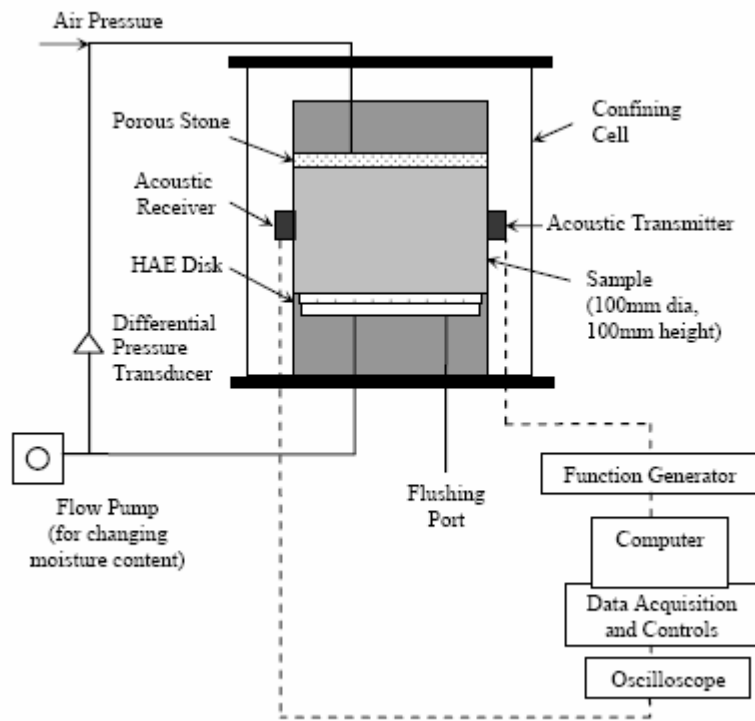 Air Pressure
Porous Stone
Confining
Cell
Acoustic
Receiver
Acoustic Transmitter
HAE Disk
Sample
(100mm dia,
100mm height)
Differential
Pressure
Transducer
Flow Pump
(for changing
moisture content)
Flushing
Port
Function Generator
Computer
Data Acquisition
and Controls
Oscilloscope